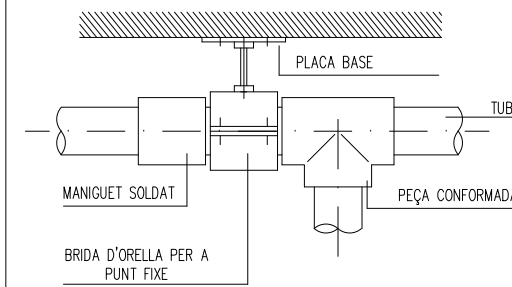 PLACA BASE
TUB
MANIGUET SOLDAT
PEÇA CONFORMADA
BRIDA D'ORELLA PER A
PUNT FIXE